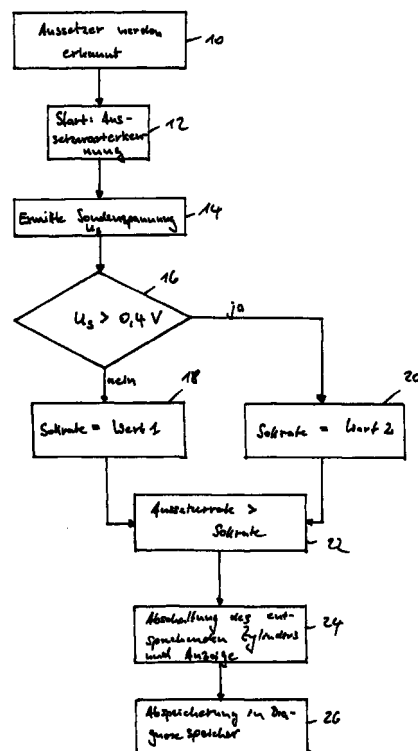 Aussetzer werden
erkannt
10
Start: Aus-
setzerarterken-
nung
12
Ermittle Sondenspannung
us
14
16
Us > 0,4 V
ja
nein
18
20
Sollrate = Wert 1
Sollrate = Wert 2
Aussetzerrate >
Sollrate
22
Abschaltung des ent-
sprechenden Zylinders
und Anzeige
24
Abspeicherung in Dia-
gnosespeicher
26